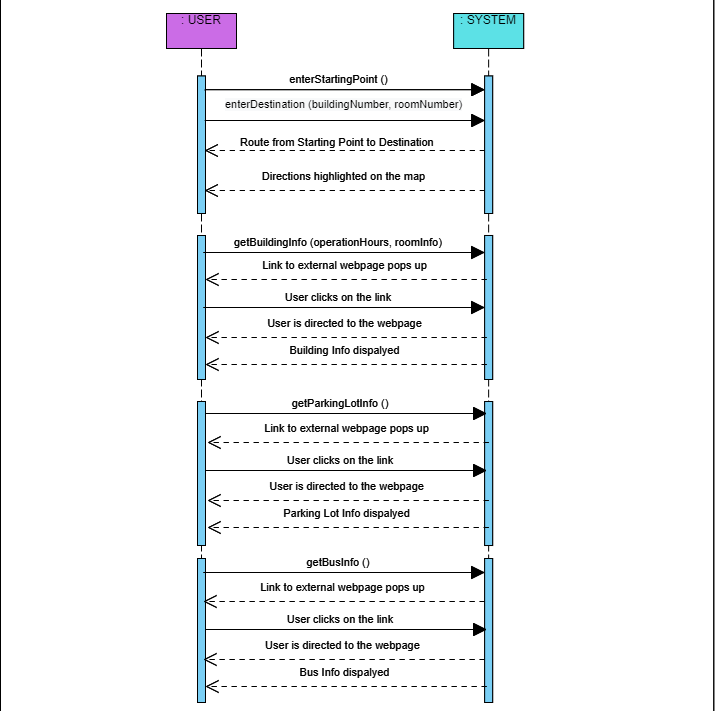 : USER
: SYSTEM
enterStartingPoint ()
enterDestination (buildingNumber, roomNumber)
Route from Starting Point to Destination
Directions highlighted on the map
getBuildingInfo (operationHours, roomInfo)
Link to external webpage pops up
User clicks on the link
User is directed to the webpage
Building Info dispalyed
getParkingLotInfo ()
Link to external webpage pops up
User clicks on the link
User is directed to the webpage
Parking Lot Info dispalyed
getBusInfo ()
Link to external webpage pops up
User clicks on the link
User is directed to the webpage
Bus Info dispalyed